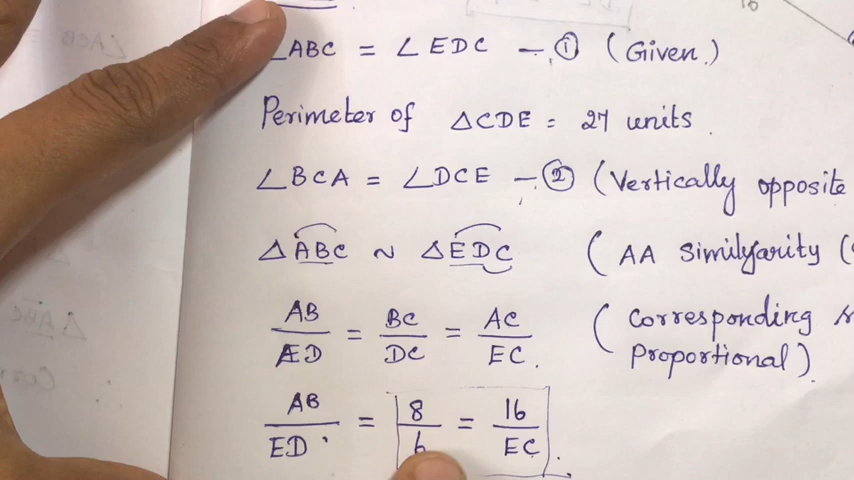 ∠ABC = ∠EDC — ① (Given.)
Perimeter of △CDE = 27 units.
∠BCA = ∠DCE — ② (Vertically opposite
△ABC ~ △EDC ( AA Similarity (
AB/ED = BC/DC = AC/EC. ( Corresponding
Proportional).
AB/ED = 8/6 = 16/EC.